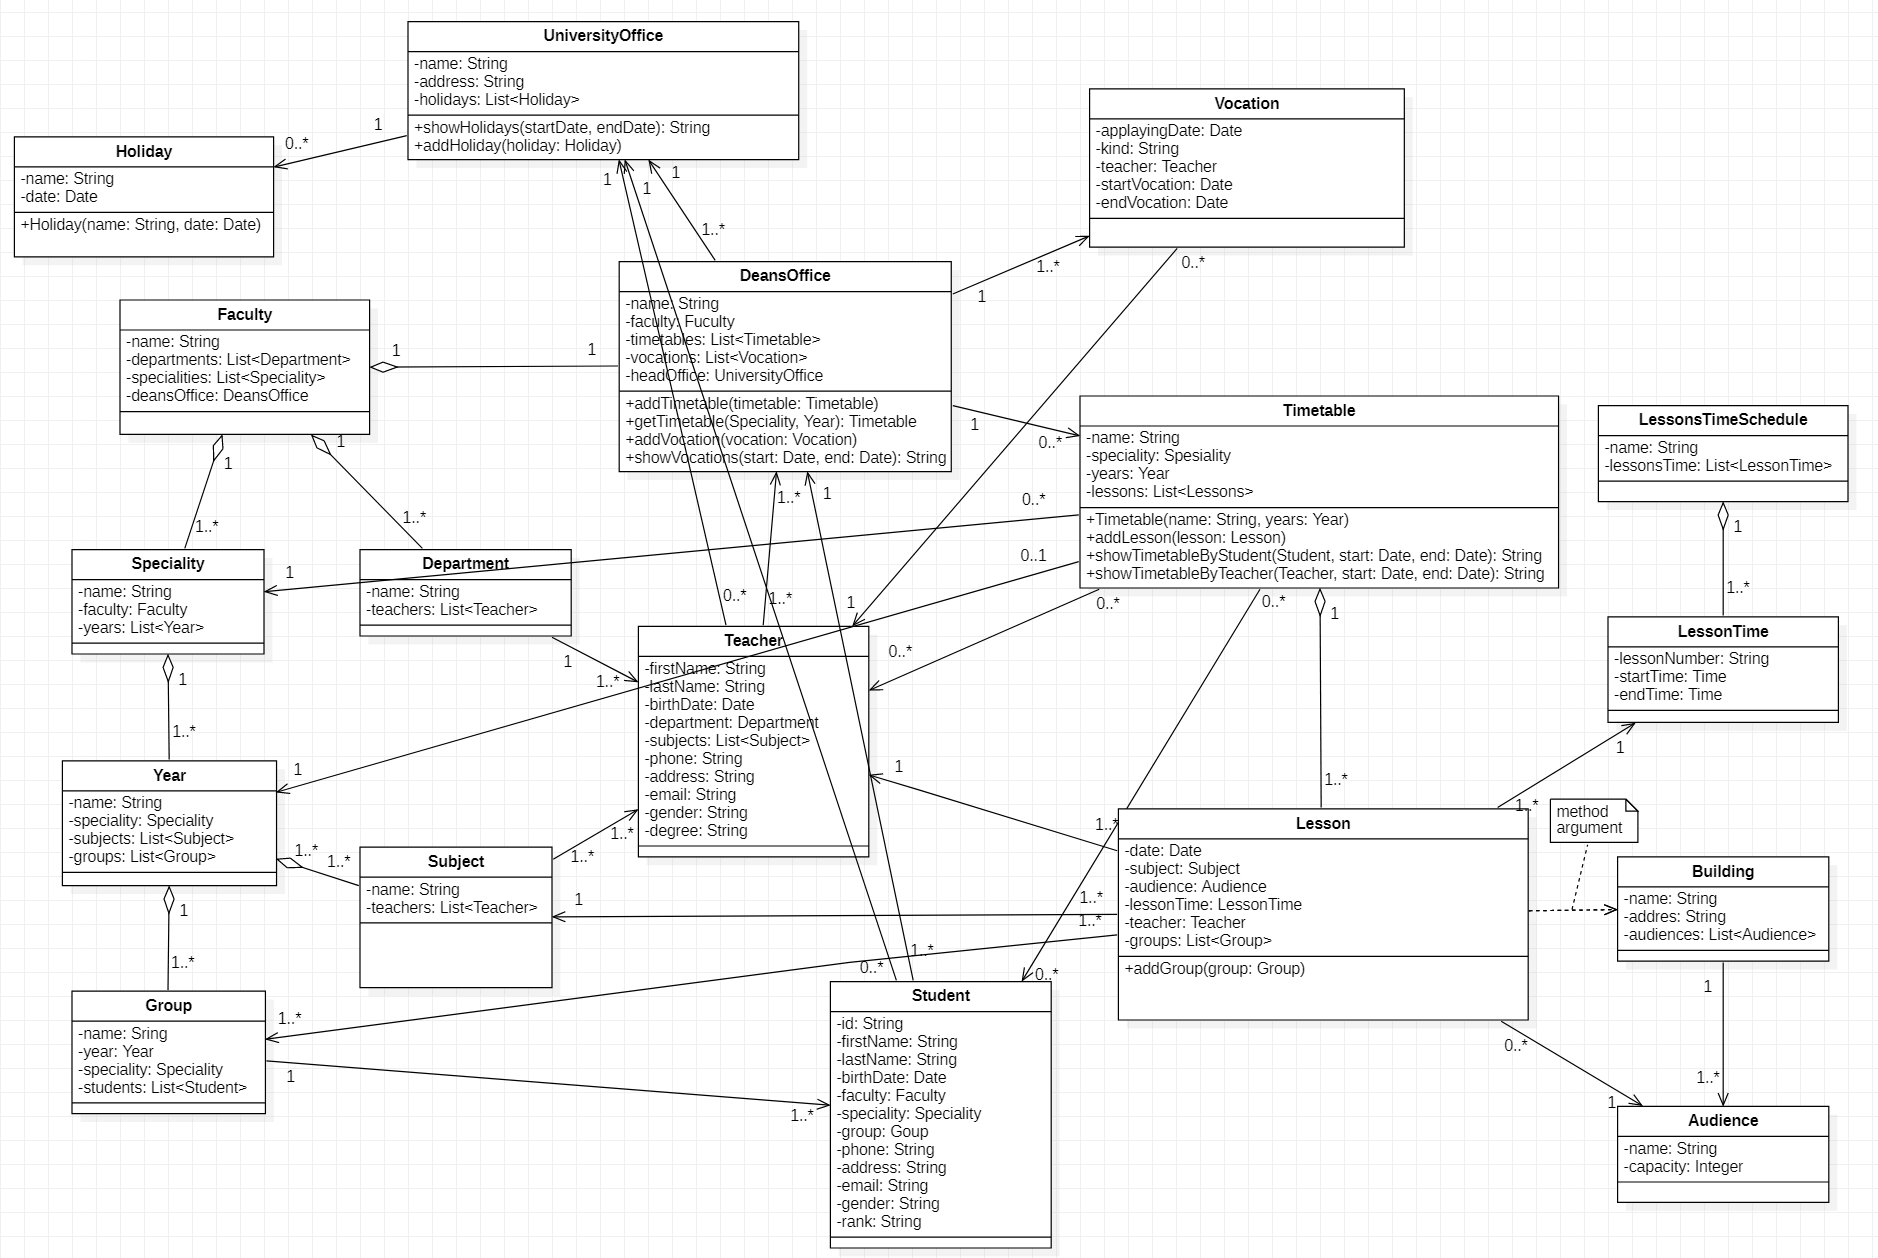 UniversityOffice
-name: String
-address: String
-holidays: List<Holiday>
+showHolidays(startDate, endDate): String
+addHoliday(holiday: Holiday)
1
0..*
Holiday
-name: String
-date: Date
+Holiday(name: String, date: Date)
1
1
1
1..*
Vocation
-applayingDate: Date
-kind: String
-teacher: Teacher
-startVocation: Date
-endVocation: Date
1..*
1
0..*
DeansOffice
-name: String
-faculty: Fuculty
-timetables: List<Timetable>
-vocations: List<Vocation>
-headOffice: UniversityOffice
+addTimetable(timetable: Timetable)
+getTimetable(Speciality, Year): Timetable
+addVocation(vocation: Vocation)
+showVocations(start: Date, end: Date): String
Faculty
-name: String
-departments: List<Department>
-specialities: List<Speciality>
-deansOffice: DeansOffice
1
1
1
1
1..*
1..*
1
0..*
1..*
1
Timetable
-name: String
-speciality: Spesiality
-years: Year
-lessons: List<Lessons>
+Timetable(name: String, years: Year)
+addLesson(lesson: Lesson)
+showTimetableByStudent(Student, start: Date, end: Date): String
+showTimetableByTeacher(Teacher, start: Date, end: Date): String
0..*
0..1
0..*
0..*
1
LessonsTimeSchedule
-name: String
-lessonsTime: List<LessonTime>
1
1..*
Speciality
-name: String
-faculty: Faculty
-years: List<Year>
1
1
1..*
Department
-name: String
-teachers: List<Teacher>
1
1..*
0..*
1..*
1
0..*
Teacher
-firstName: String
-lastName: String
-birthDate: Date
-department: Department
-subjects: List<Subject>
-phone: String
-address: String
-email: String
-gender: String
-degree: String
1
LessonTime
-lessonNumber: String
-startTime: Time
-endTime: Time
1
1..*
1..*
1..*
Year
-name: String
-speciality: Speciality
-subjects: List<Subject>
-groups: List<Group>
1
1..*
1..*
1
1..*
Subject
-name: String
-teachers: List<Teacher>
1..*
1..*
1
Lesson
-date: Date
-subject: Subject
-audience: Audience
-lessonTime: LessonTime
-teacher: Teacher
-groups: List<Group>
+addGroup(group: Group)
1..*
1..*
method
argument
Building
-name: String
-addres: String
-audiences: List<Audience>
1
1..*
0..*
1
Audience
-name: String
-capacity: Integer
Group
-name: Sring
-year: Year
-speciality: Speciality
-students: List<Student>
1..*
1
1..*
0..*
1..*
0..*
Student
-id: String
-firstName: String
-lastName: String
-birthDate: Date
-faculty: Faculty
-speciality: Speciality
-group: Goup
-phone: String
-address: String
-email: String
-gender: String
-rank: String